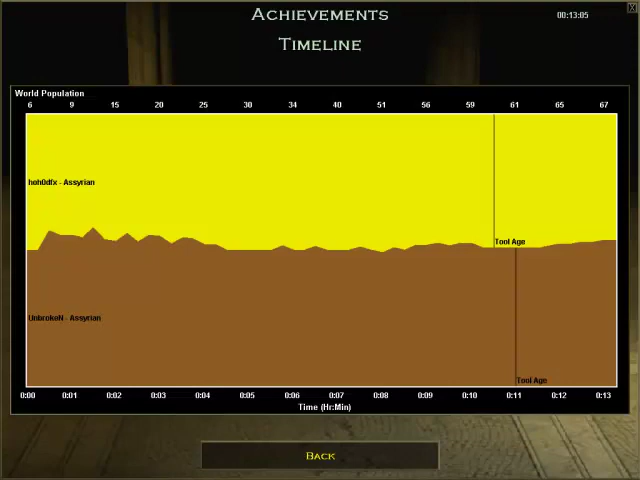 ACHIEVEMENTS
00:13:05
X
TIMELINE
World Population
6 9 15 20 25 30 34 40 51 56 59 61 65 67
hoh0dfx - Assyrian
Tool Age
UnbrokeN - Assyrian
Tool Age
0:00 0:01 0:02 0:03 0:04 0:05 0:06 0:07 0:08 0:09 0:10 0:11 0:12 0:13
Time (Hr:Min)
BACK